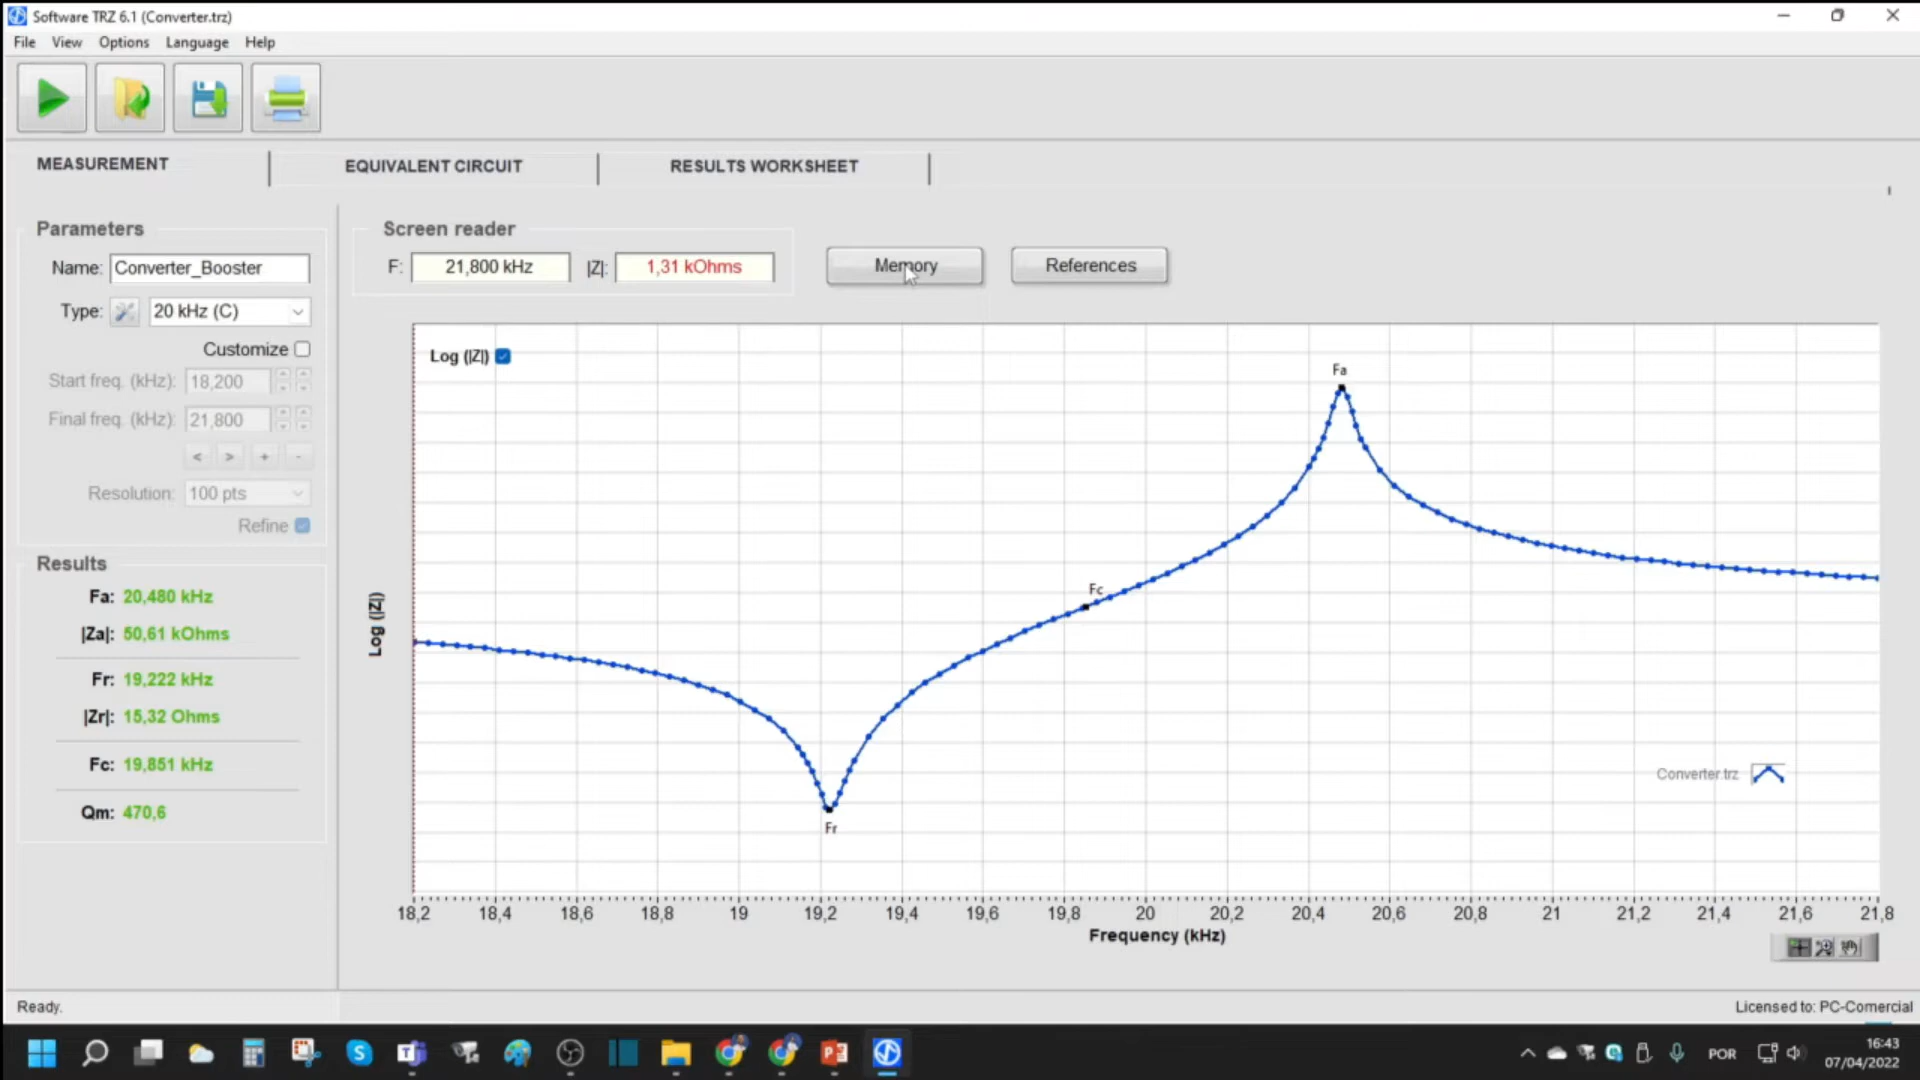 Software TRZ 6.1 (Converter.trz)
File View Options Language Help
MEASUREMENT EQUIVALENT CIRCUIT RESULTS WORKSHEET
Parameters
Name: Converter_Booster
Type: 20 kHz (C)
Customize
Start freq. (kHz): 18,200
Final freq. (kHz): 21,800
< > + -
Resolution: 100 pts
Refine
Results
Fa: 20,480 kHz
|Za|: 50,61 kOhms
Fr: 19,222 kHz
|Zr|: 15,32 Ohms
Fc: 19,851 kHz
Qm: 470,6
Screen reader
F: 21,800 kHz |Z|: 1,31 kOhms
Memory References
Log (|Z|)
Fa
Fc
Fr
Log (|Z|)
Converter.trz
18,2 18,4 18,6 18,8 19 19,2 19,4 19,6 19,8 20 20,2 20,4 20,6 20,8 21 21,2 21,4 21,6 21,8
Frequency (kHz)
Ready. Licensed to: PC-Comercial
POR
16:43
07/04/2022